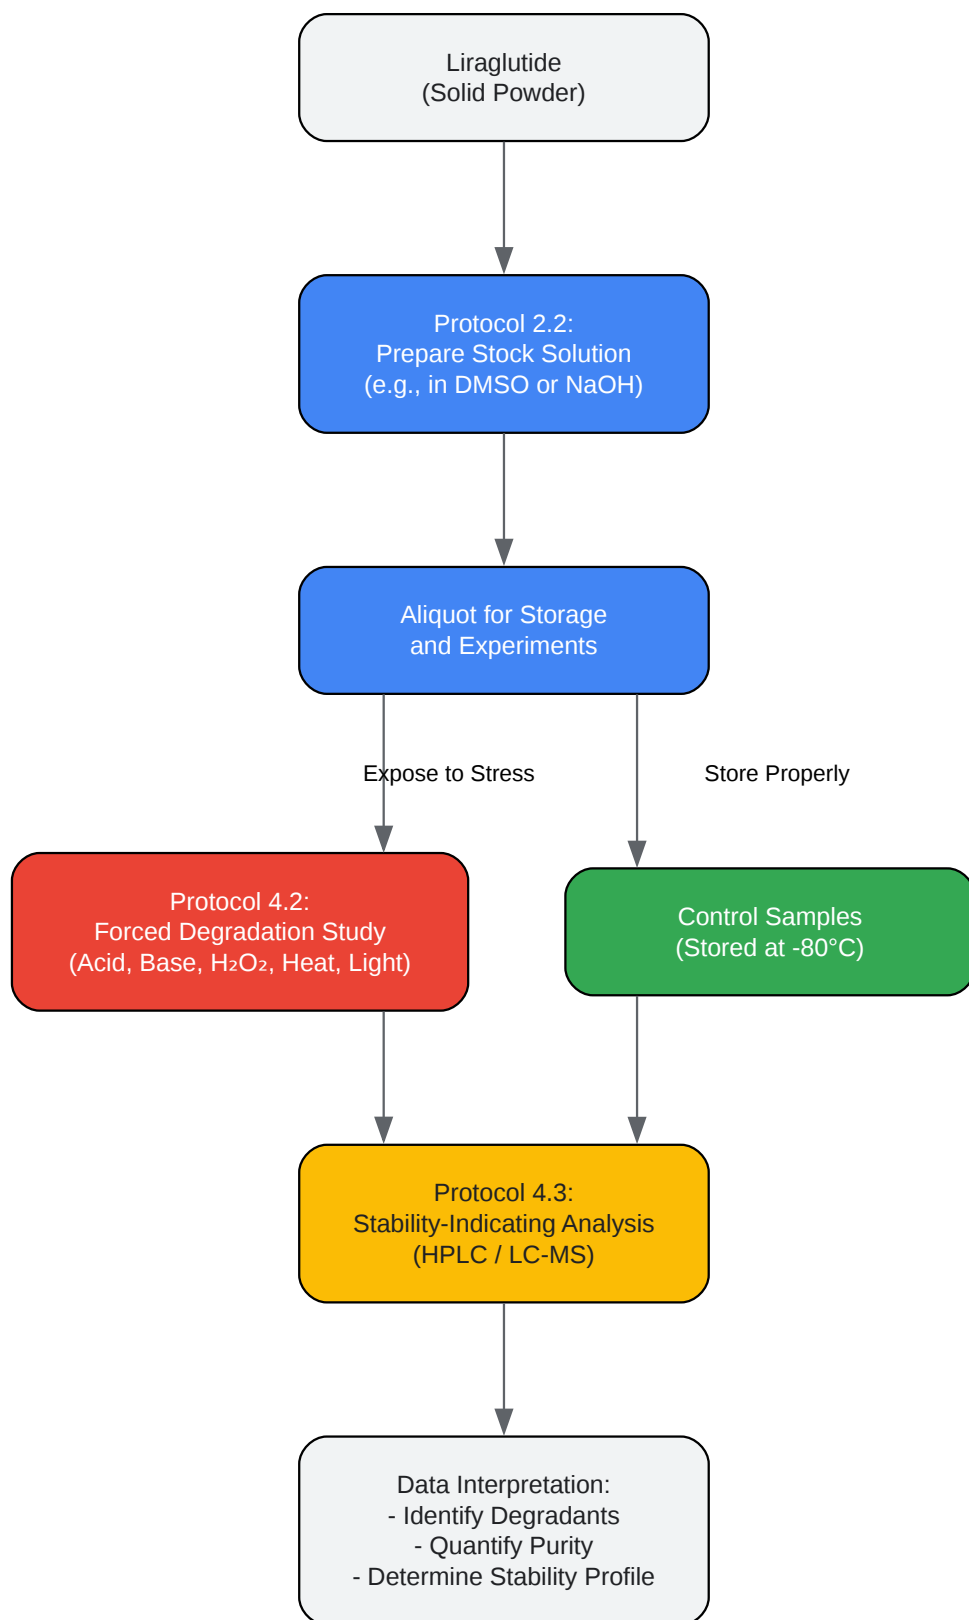 Liraglutide
(Solid Powder)
Protocol 2.2:
Prepare Stock Solution
(e.g., in DMSO or NaOH)
Aliquot for Storage
and Experiments
Expose to Stress
Store Properly
Protocol 4.2:
Forced Degradation Study
(Acid, Base, H₂O₂, Heat, Light)
Control Samples
(Stored at -80°C)
Protocol 4.3:
Stability-Indicating Analysis
(HPLC / LC-MS)
Data Interpretation:
- Identify Degradants
- Quantify Purity
- Determine Stability Profile